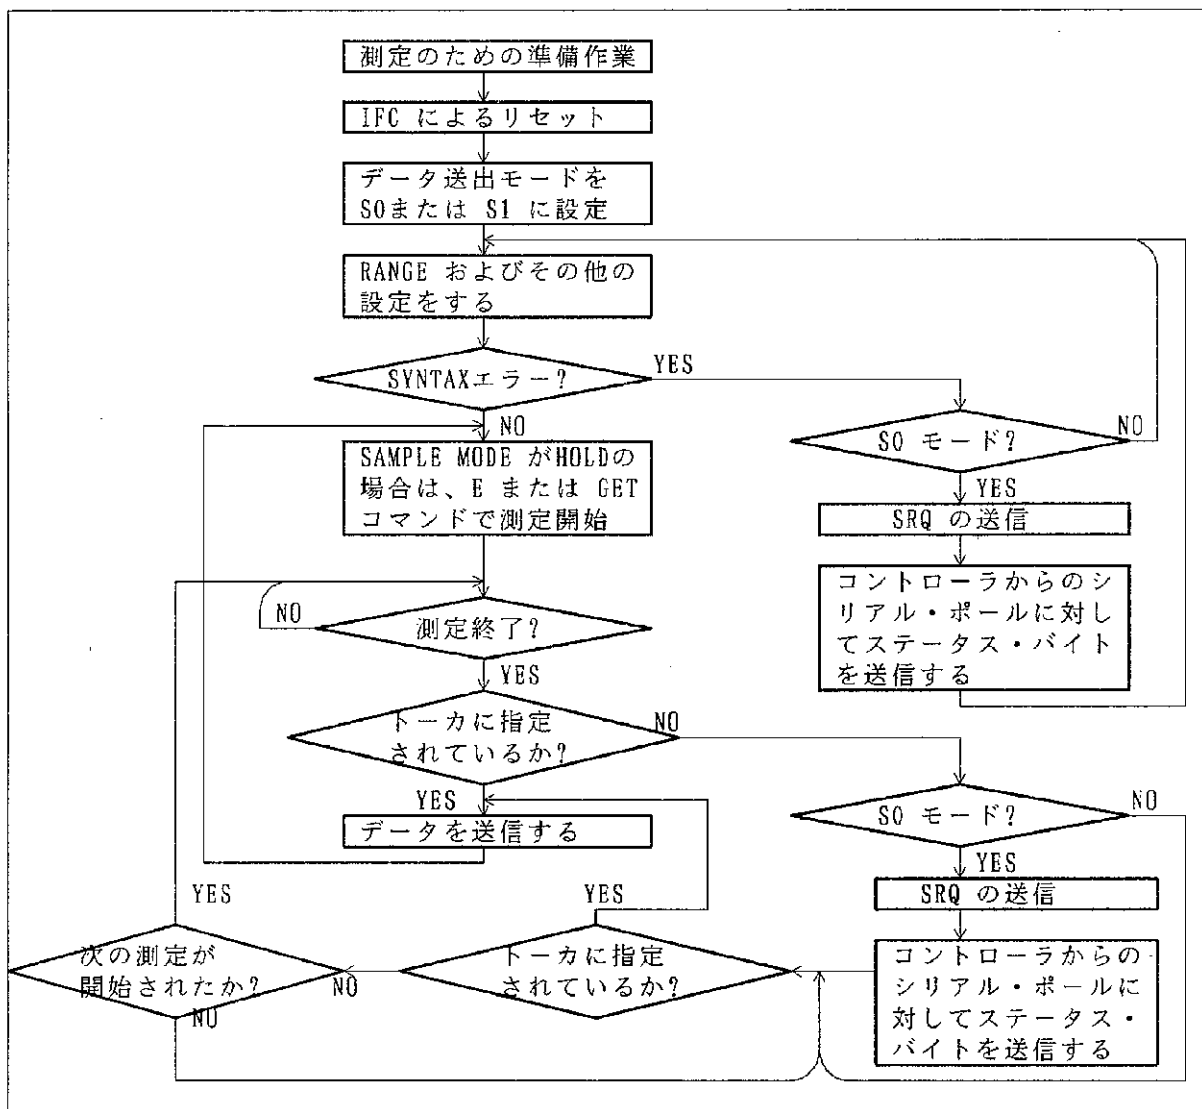 測定のための準備作業
IFC によるリセット
データ送出モードを
S0または S1 に設定
RANGE およびその他の
設定をする
SYNTAXエラー?
YES
NO
S0 モード?
NO
YES
SRQ の送信
コントローラからのシ
リアル・ポールに対し
てステータス・バイト
を送信する
SAMPLE MODE がHOLDの
場合は、E または GET
コマンドで測定開始
NO
測定終了?
YES
トーカに指定
されているか?
NO
YES
データを送信する
S0 モード?
NO
YES
SRQ の送信
コントローラからの
シリアル・ポールに
対してステータス・
バイトを送信する
YES
トーカに指定
されているか?
NO
YES
次の測定が
開始されたか?
NO